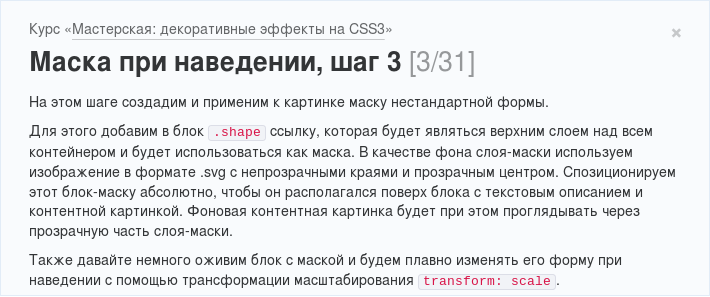 Курс «Мастерская: декоративные эффекты на CSS3»
×
Маска при наведении, шаг 3 [3/31]
На этом шаге создадим и применим к картинке маску нестандартной формы.
Для этого добавим в блок .shape ссылку, которая будет являться верхним слоем над всем
контейнером и будет использоваться как маска. В качестве фона слоя-маски используем
изображение в формате .svg с непрозрачными краями и прозрачным центром. Спозиционируем
этот блок-маску абсолютно, чтобы он располагался поверх блока с текстовым описанием и
контентной картинкой. Фоновая контентная картинка будет при этом проглядывать через
прозрачную часть слоя-маски.
Также давайте немного оживим блок с маской и будем плавно изменять его форму при
наведении с помощью трансформации масштабирования transform: scale.